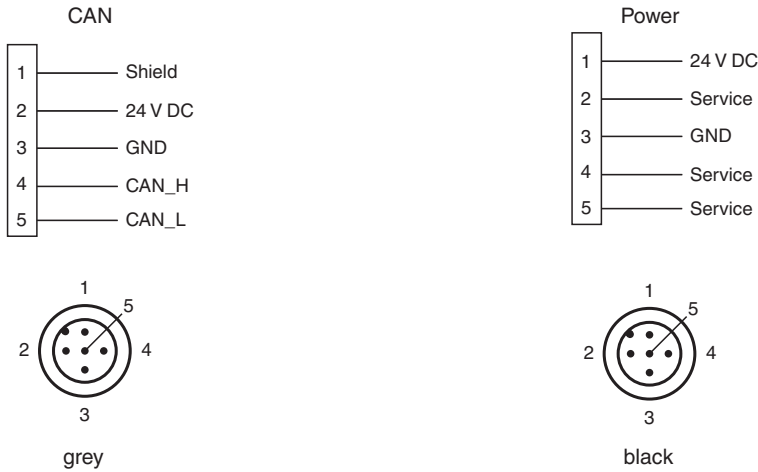 CAN
1 Shield
2 24 V DC
3 GND
4 CAN_H
5 CAN_L
1
5
2
4
3
grey
Power
1 24 V DC
2 Service
3 GND
4 Service
5 Service
1
5
2
4
3
black